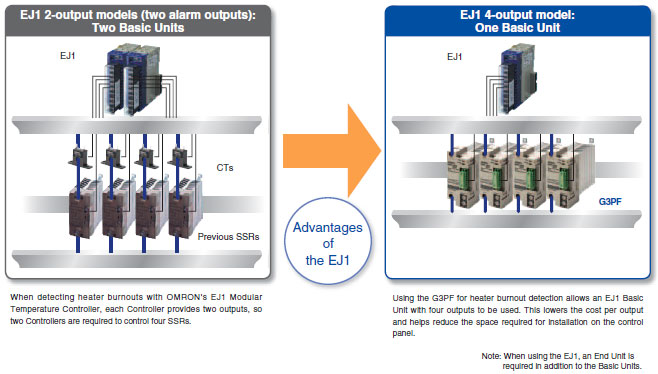 EJ1 2-output models (two alarm outputs):
Two Basic Units
EJ1
CTs
Previous SSRs
When detecting heater burnouts with OMRON's EJ1 Modular
Temperature Controller, each Controller provides two outputs, so
two Controllers are required to control four SSRs.
Advantages
of
the EJ1
EJ1 4-output model:
One Basic Unit
EJ1
G3PF
Using the G3PF for heater burnout detection allows an EJ1 Basic
Unit with four outputs to be used. This lowers the cost per output
and helps reduce the space required for installation on the control
panel.
Note: When using the EJ1, an End Unit is
required in addition to the Basic Units.